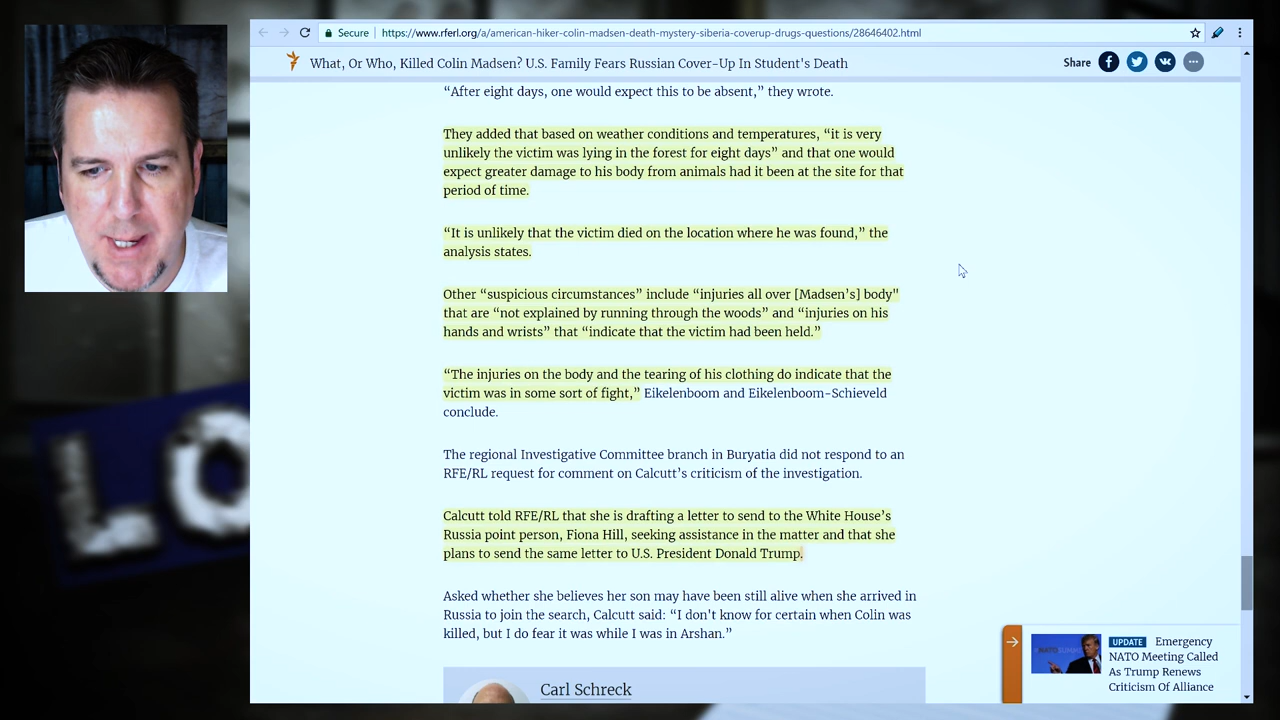 Secure
https://www.rferl.org/a/american-hiker-colin-madsen-death-mystery-siberia-coverup-drugs-questions/28646402.html
What, Or Who, Killed Colin Madsen? U.S. Family Fears Russian Cover-Up In Student's Death
Share
“After eight days, one would expect this to be absent,” they wrote.
They added that based on weather conditions and temperatures, “it is very
unlikely the victim was lying in the forest for eight days” and that one would
expect greater damage to his body from animals had it been at the site for that
period of time.
“It is unlikely that the victim died on the location where he was found,” the
analysis states.
Other “suspicious circumstances” include “injuries all over [Madsen’s] body"
that are “not explained by running through the woods” and “injuries on his
hands and wrists” that “indicate that the victim had been held.”
“The injuries on the body and the tearing of his clothing do indicate that the
victim was in some sort of fight,” Eikelenboom and Eikelenboom-Schieveld
conclude.
The regional Investigative Committee branch in Buryatia did not respond to an
RFE/RL request for comment on Calcutt’s criticism of the investigation.
Calcutt told RFE/RL that she is drafting a letter to send to the White House’s
Russia point person, Fiona Hill, seeking assistance in the matter and that she
plans to send the same letter to U.S. President Donald Trump.
Asked whether she believes her son may have been still alive when she arrived in
Russia to join the search, Calcutt said: “I don't know for certain when Colin was
killed, but I do fear it was while I was in Arshan.”
Carl Schreck
UPDATE Emergency
NATO Meeting Called
As Trump Renews
Criticism Of Alliance
LO